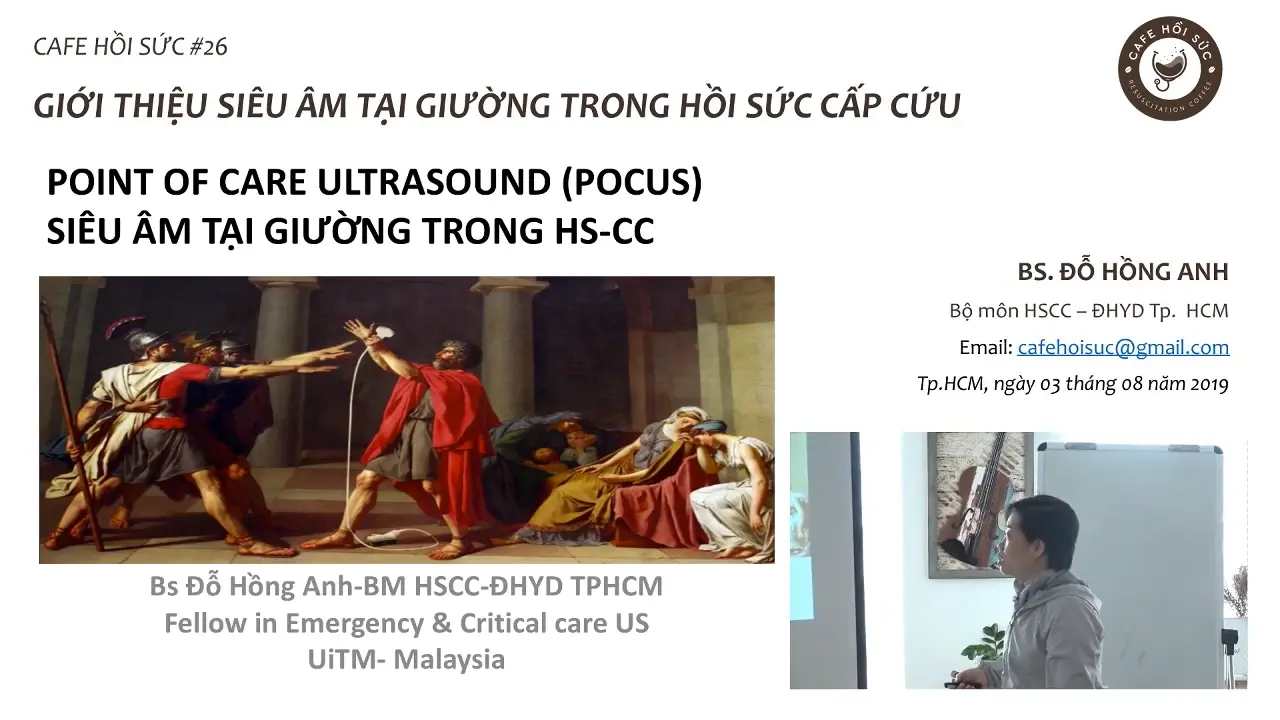 CAFE HỒI SỨC #26
GIỚI THIỆU SIÊU ÂM TẠI GIƯỜNG TRONG HỒI SỨC CẤP CỨU
CAFE HỒI SỨC
RESUSCITATION COFFEE
POINT OF CARE ULTRASOUND (POCUS)
SIÊU ÂM TẠI GIƯỜNG TRONG HS-CC
BS. ĐỖ HỒNG ANH
Bộ môn HSCC – ĐHYD Tp. HCM
Email: cafehoisuc@gmail.com
Tp.HCM, ngày 03 tháng 08 năm 2019
Bs Đỗ Hồng Anh-BM HSCC-ĐHYD TPHCM
Fellow in Emergency & Critical care US
UiTM- Malaysia